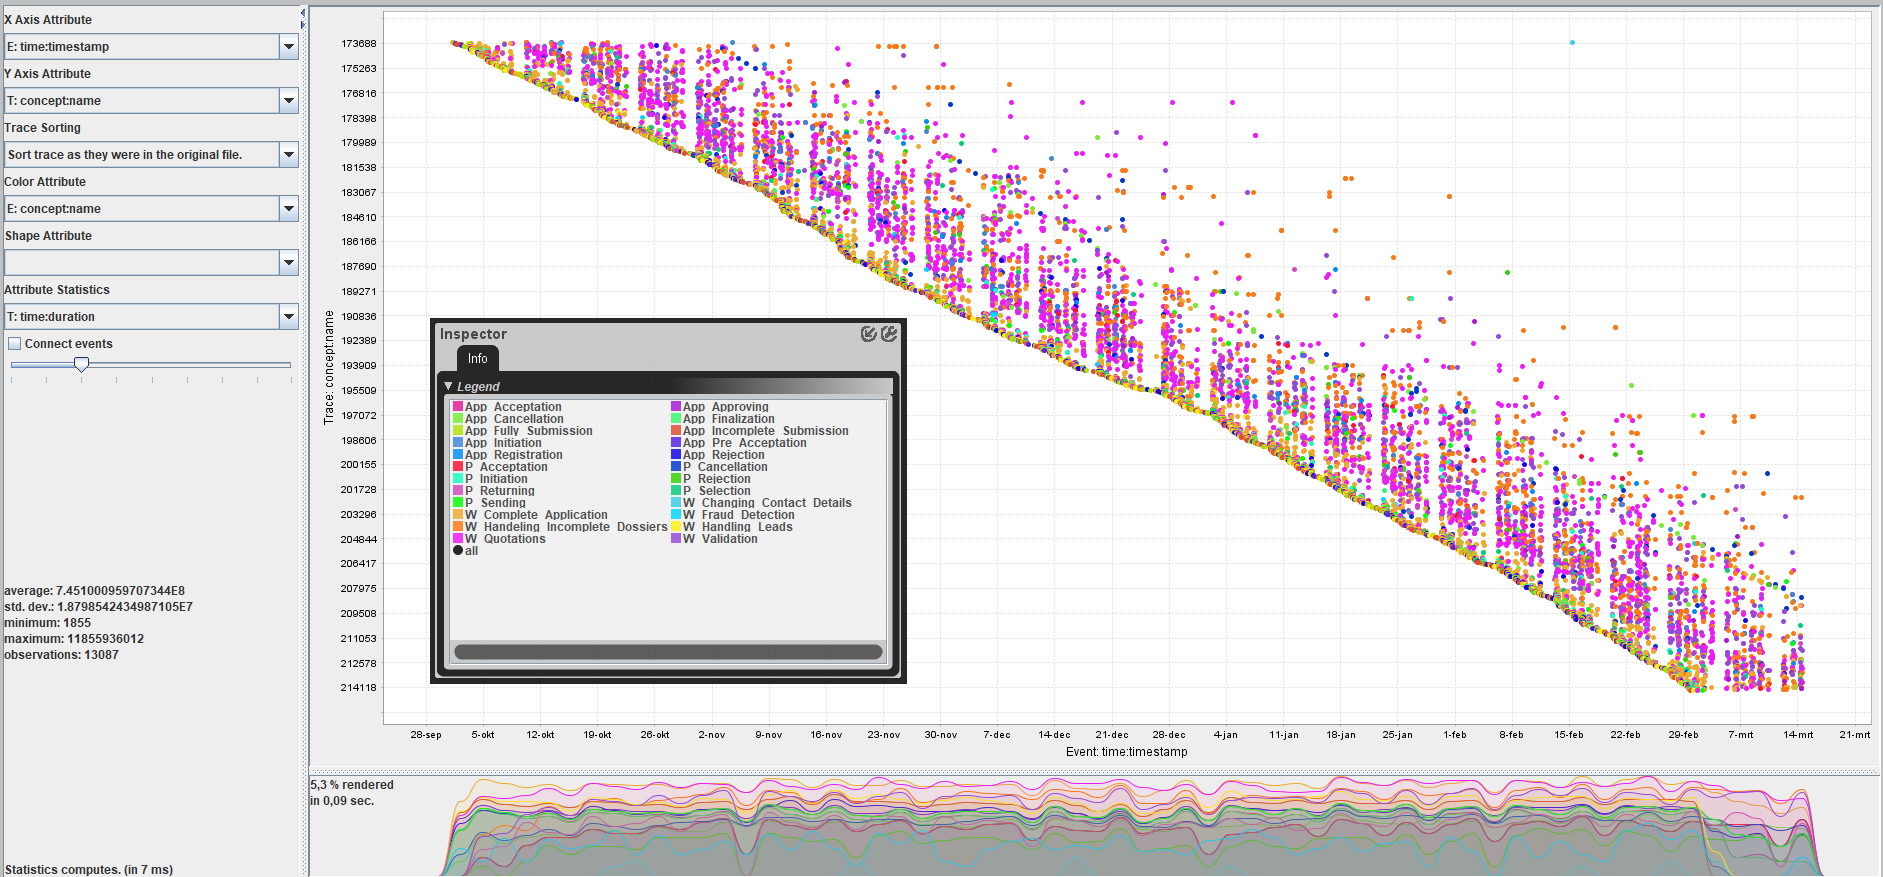 X Axis Attribute
E: time:timestamp
Y Axis Attribute
T: concept:name
Trace Sorting
Sort trace as they were in the original file.
Color Attribute
E: concept:name
Shape Attribute
Attribute Statistics
T: time:duration
Connect events
average: 7.451000959707344E8
std. dev.: 1.8798542434987105E7
minimum: 1855
maximum: 11855936012
observations: 13087
Statistics computes. (in 7 ms)
Trace: concept:name
173688
175263
176816
178398
179989
181538
183067
184610
186166
187690
189271
190836
192389
193909
195509
197072
198606
200155
201728
203296
204844
206417
207975
209508
211053
212578
214118
Inspector
Info
Legend
App Acceptation App Approving
App Cancellation App Finalization
App Fully Submission App Incomplete Submission
App Initiation App Pre Acceptation
App Registration App Rejection
P Acceptation P Cancellation
P Initiation P Rejection
P Returning P Selection
P Sending W Changing Contact Details
W Complete Application W Fraud Detection
W Handeling Incomplete Dossiers W Handling Leads
W Quotations W Validation
all
28-sep 5-okt 12-okt 19-okt 26-okt 2-nov 9-nov 16-nov 23-nov 30-nov 7-dec 14-dec 21-dec 28-dec 4-jan 11-jan 18-jan 25-jan 1-feb 8-feb 15-feb 22-feb 29-feb 7-mrt 14-mrt 21-mrt
Event: time:timestamp
5,3 % rendered
in 0,09 sec.